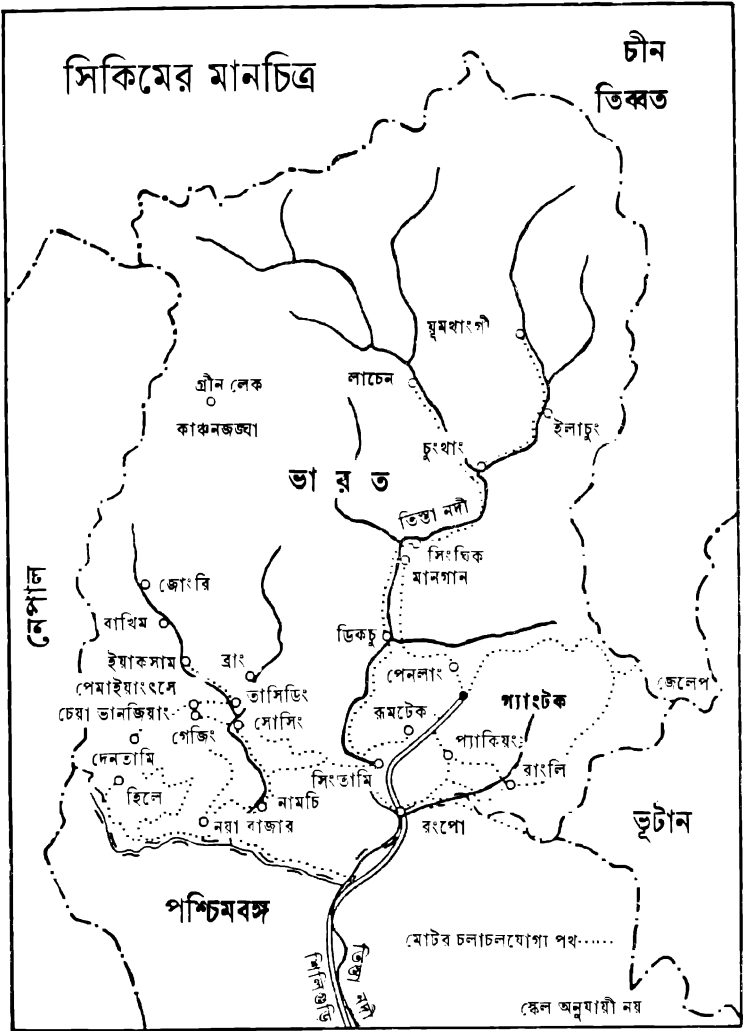 সিকিমের মানচিত্র
চীন
তিব্বত
যুমথাংগী
লাচেন
গ্রীন লেক
কাঞ্চনজঙ্ঘা
ইলাচুং
চুংথাং
ভারত
তিস্তা নদী
সিংঘিক
মানগান
নেপাল
জোংরি
বাখিম
ডিকচু
ইয়াকসাম
ব্রাং
পেনলাং
জেলেপ
পেমাইয়াংৎসে
তাসিডিং
গ্যাংটক
চেয়া ভানজিয়াং
রূমটেক
সোসিং
গেজিং
প্যাকিয়ং
দেনতামি
সিংতামি
রাংলি
হিলে
নামচি
নয়া বাজার
রংপো
ভূটান
পশ্চিমবঙ্গ
মোটর চলাচলযোগ্য পথ......
শিলিগুড়ি
তিস্তা নদী
স্কেল অনুযায়ী নয়